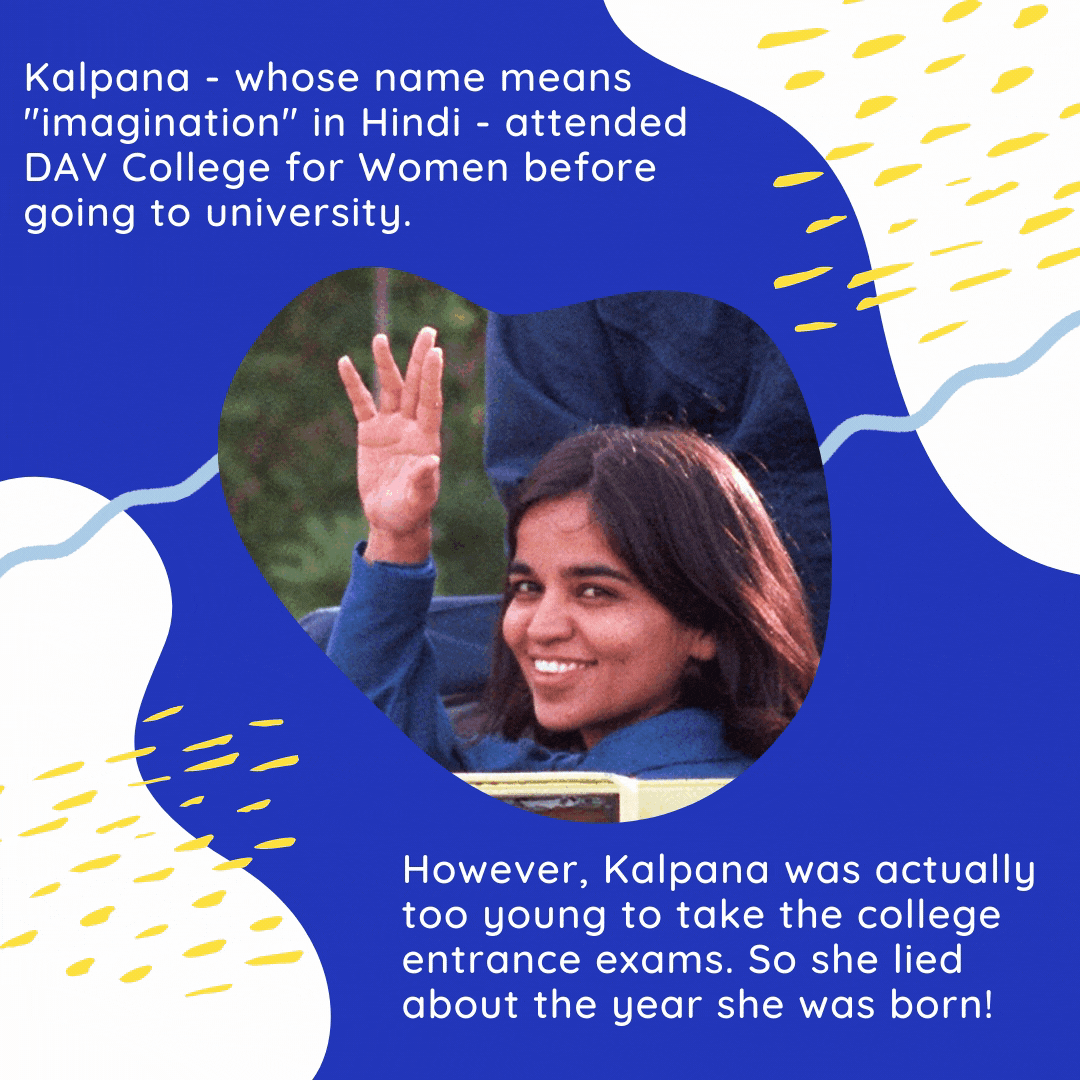 Kalpana - whose name means
"imagination" in Hindi - attended
DAV College for Women before
going to university.
However, Kalpana was actually
too young to take the college
entrance exams. So she lied
about the year she was born!